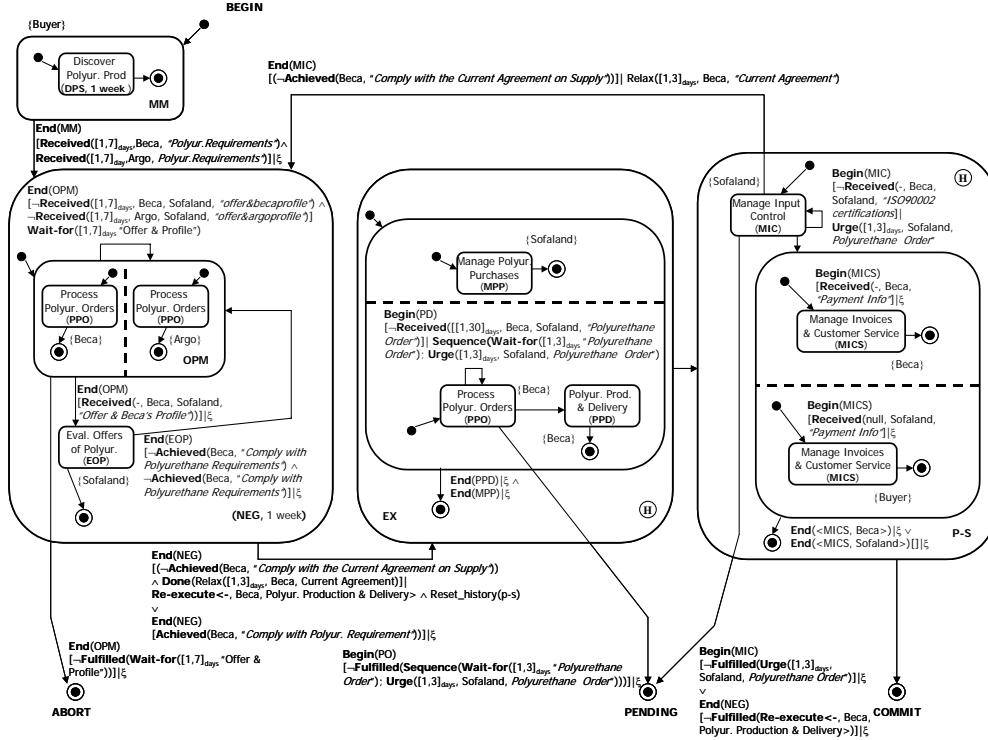 BEGIN
{Buyer}
Discover
Polyur. Prod
(DPS, 1 week )
MM
End(MM)
[Received([1,7]days,Beca, "Polyur.Requirements")∧
Received([1,7]day,Argo, Polyur.Requirements")]|ξ
End(MIC)
[(¬Achieved(Beca, "Comply with the Current Agreement on Supply"))]| Relax([1,3]days, Beca, "Current Agreement")
End(OPM)
[¬Received([1,7]days, Beca, Sofaland, "offer&becaprofile") ∧
¬Received([1,7]days, Argo, Sofaland, "offer&argoprofile")]
Wait-for([1,7]days "Offer & Profile")
Process
Polyur. Orders
(PPO)
{Beca}
Process
Polyur. Orders
(PPO)
{Argo}
OPM
End(OPM)
[Received(-, Beca, Sofaland,
"Offer & Beca's Profile"))]|ξ
Eval. Offers
of Polyur.
(EOP)
{Sofaland}
End(EOP)
[¬Achieved(Beca, "Comply with
Polyurethane Requirements") ∧
¬Achieved(Beca, "Comply with
Polyurethane Requirements")]|ξ
(NEG, 1 week)
{Sofaland}
Manage Polyur.
Purchases
(MPP)
Begin(PD)
[¬Received([[1,30]days, Beca, Sofaland, "Polyurethane
Order")]| Sequence(Wait-for([1,3]days "Polyurethane
Order"); Urge([1,3]days, Sofaland, Polyurethane Order")
Process
Polyur. Orders
(PPO)
{Beca}
Polyur. Prod.
& Delivery
(PPD)
{Beca}
End(PPD)|ξ ∧
End(MPP)|ξ
EX
H
{Sofaland}
Manage Input
Control
(MIC)
Begin(MIC)
[¬Received(-, Beca,
Sofaland, "ISO90002
certifications]|
Urge([1,3]days, Sofaland,
Polyurethane Order"
H
Begin(MICS)
[Received(-, Beca,
"Payment Info"]|ξ
Manage Invoices
& Customer Service
(MICS)
{Beca}
Begin(MICS)
[Received(null, Sofaland,
"Payment Info"]|ξ
Manage Invoices
& Customer Service
(MICS)
{Buyer}
End(<MICS, Beca>)|ξ ∨
End(<MICS, Sofaland>)[]|ξ
P-S
End(NEG)
[(¬Achieved(Beca, "Comply with the Current Agreement on Supply"))
∧ Done(Relax([1,3]days, Beca, Current Agreement)]|
Re-execute<-, Beca, Polyur. Production & Delivery> ∧ Reset_history(p-s)
∨
End(NEG)
[Achieved(Beca, "Comply with Polyur. Requirement"))]|ξ
End(OPM)
[¬Fulfilled(Wait-for([1,7]days "Offer &
Profile"))]|ξ
ABORT
Begin(PO)
[¬Fulfilled(Sequence(Wait-for([1,3]days "Polyurethane
Order"); Urge([1,3]days, Sofaland, Polyurethane Order")))]|ξ
PENDING
Begin(MIC)
[¬Fulfilled(Urge([1,3]days,
Sofaland, Polyurethane Order")]|ξ
∨
End(NEG)
[¬Fulfilled(Re-execute<-, Beca,
Polyur. Production & Delivery>)]|ξ
COMMIT